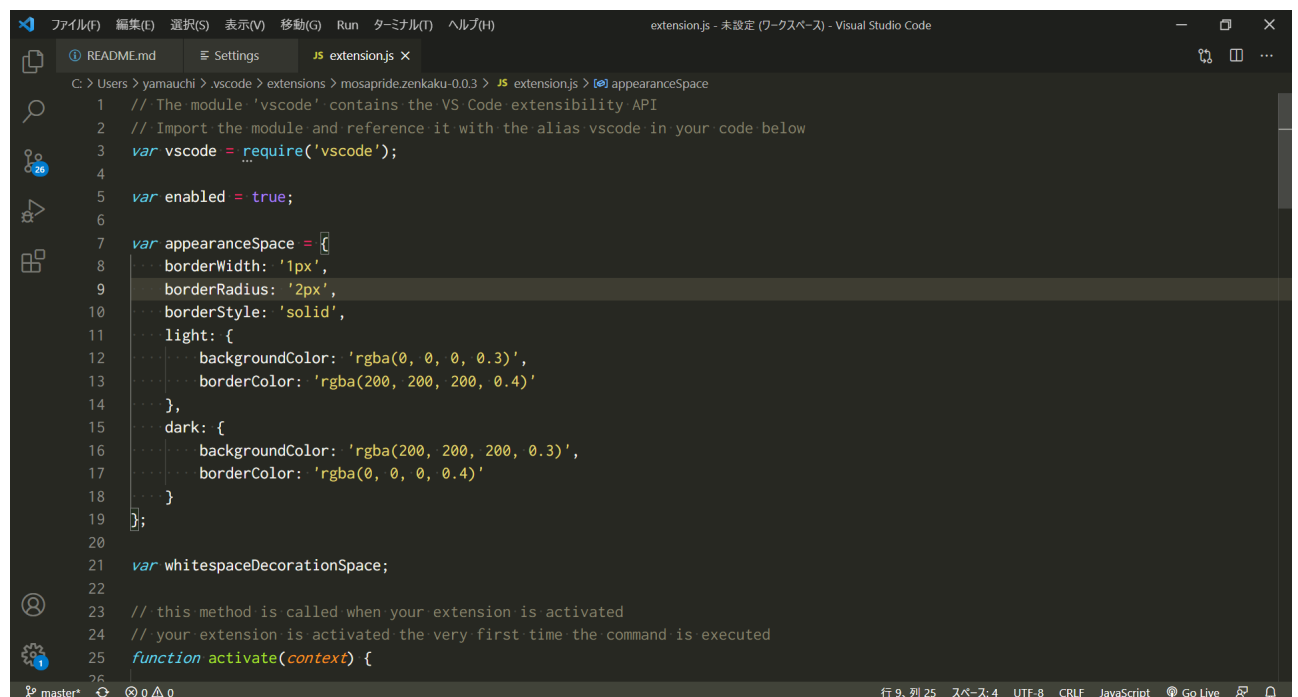 ファイル(F) 編集(E) 選択(S) 表示(V) 移動(G) Run ターミナル(T) ヘルプ(H) extension.js - 未設定 (ワークスペース) - Visual Studio Code
README.md Settings JS extension.js
C: > Users > yamauchi > .vscode > extensions > mosapride.zenkaku-0.0.3 > JS extension.js > appearanceSpace
1 // The module 'vscode' contains the VS Code extensibility API
2 // Import the module and reference it with the alias vscode in your code below
3 var vscode = require('vscode');
4
5 var enabled = true;
6
7 var appearanceSpace = {
8 borderWidth: '1px',
9 borderRadius: '2px',
10 borderStyle: 'solid',
11 light: {
12 backgroundColor: 'rgba(0, 0, 0, 0.3)',
13 borderColor: 'rgba(200, 200, 200, 0.4)'
14 },
15 dark: {
16 backgroundColor: 'rgba(200, 200, 200, 0.3)',
17 borderColor: 'rgba(0, 0, 0, 0.4)'
18 }
19 };
20
21 var whitespaceDecorationSpace;
22
23 // this method is called when your extension is activated
24 // your extension is activated the very first time the command is executed
25 function activate(context) {
26
26
1
master* 0 0 行 9、列 25 スペース: 4 UTF-8 CRLF JavaScript Go Live